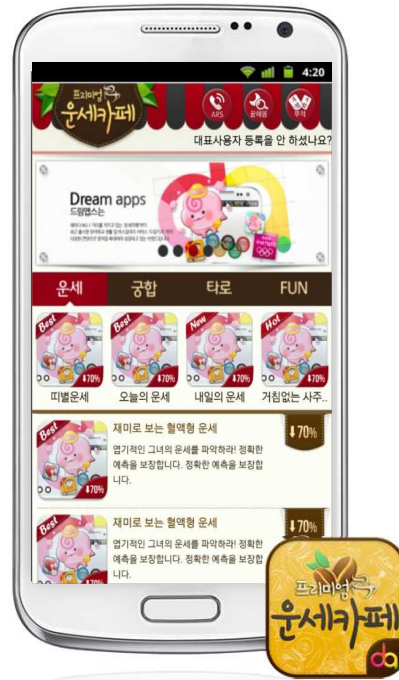 4:20
프리미엄
운세카페
ARS
꿈해몽
부적
대표사용자 등록을 안 하셨나요?
Dream apps
드림앱스는
운세
궁합
타로
FUN
Best
Best
New
Hot
⬇70%
⬇70%
⬇70%
⬇70%
띠별운세
오늘의 운세
내일의 운세
거침없는 사주..
Best
⬇70%
재미로 보는 혈액형 운세
엽기적인 그녀의 운세를 파악하라! 정확한
예측을 보장합니다. 정확한 예측을 보장합
니다.
⬇70%
Best
재미로 보는 혈액형 운세
엽기적인 그녀의 운세를 파악하라! 정확한
예측을 보장합니다. 정확한 예측을 보장합
니다.
⬇70%
프리미엄
운세카페
da